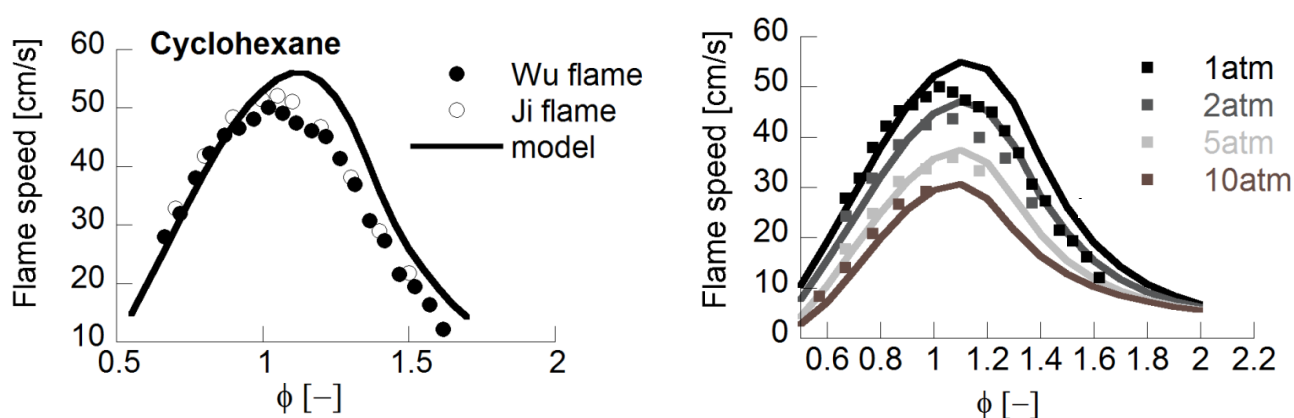 Cyclohexane
Wu flame
Ji flame
model
Flame speed [cm/s]
60
50
40
30
20
10
0.5
1
1.5
2
ϕ [−]
1atm
2atm
5atm
10atm
Flame speed [cm/s]
60
50
40
30
20
10
0
0.6
0.8
1
1.2
1.4
1.6
1.8
2
2.2
ϕ [−]